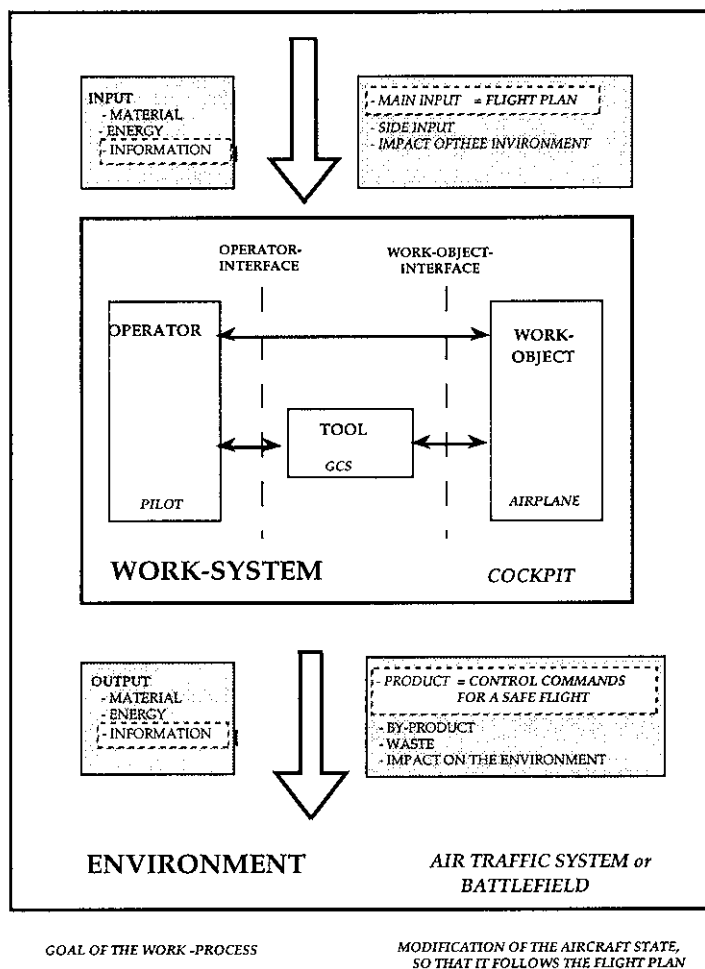 INPUT
- MATERIAL
- ENERGY
- INFORMATION
- MAIN INPUT = FLIGHT PLAN
- SIDE INPUT
- IMPACT OFTHEE INVIRONMENT
OPERATOR-
INTERFACE
WORK-OBJECT-
INTERFACE
OPERATOR
WORK-
OBJECT
TOOL
GCS
PILOT
AIRPLANE
WORK-SYSTEM
COCKPIT
OUTPUT
- MATERIAL
- ENERGY
- INFORMATION
- PRODUCT = CONTROL COMMANDS
FOR A SAFE FLIGHT
- BY-PRODUCT
- WASTE
- IMPACT ON THE ENVIRONMENT
ENVIRONMENT
AIR TRAFFIC SYSTEM or
BATTLEFIELD
GOAL OF THE WORK -PROCESS
MODIFICATION OF THE AIRCRAFT STATE,
SO THAT IT FOLLOWS THE FLIGHT PLAN